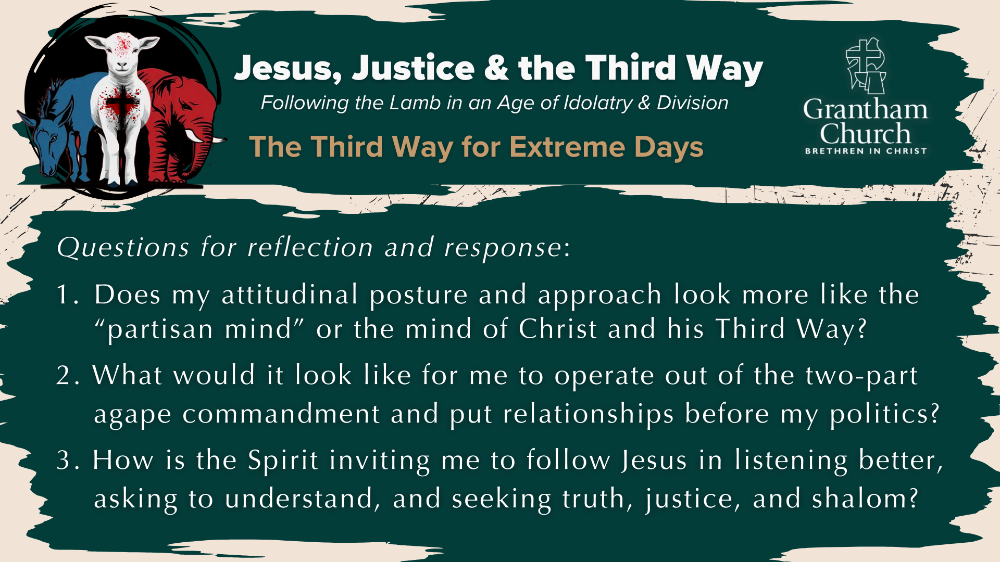 Jesus, Justice & the Third Way
Following the Lamb in an Age of Idolatry & Division
The Third Way for Extreme Days
Grantham
Church
BRETHREN IN CHRIST
Questions for reflection and response:
1. Does my attitudinal posture and approach look more like the
“partisan mind” or the mind of Christ and his Third Way?
2. What would it look like for me to operate out of the two-part
agape commandment and put relationships before my politics?
3. How is the Spirit inviting me to follow Jesus in listening better,
asking to understand, and seeking truth, justice, and shalom?